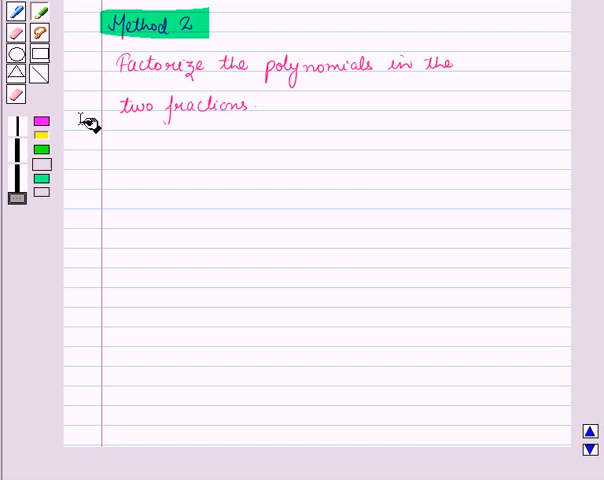 Method 2
Factorize the polynomials in the
two fractions.